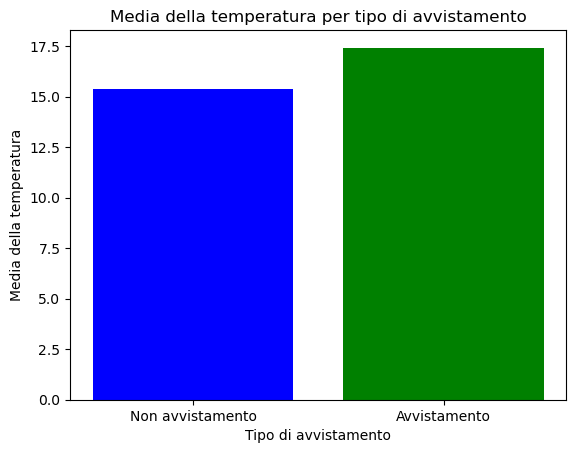 Media della temperatura per tipo di avvistamento
Media della temperatura
17.5
15.0
12.5
10.0
7.5
5.0
2.5
0.0
Non avvistamento
Avvistamento
Tipo di avvistamento